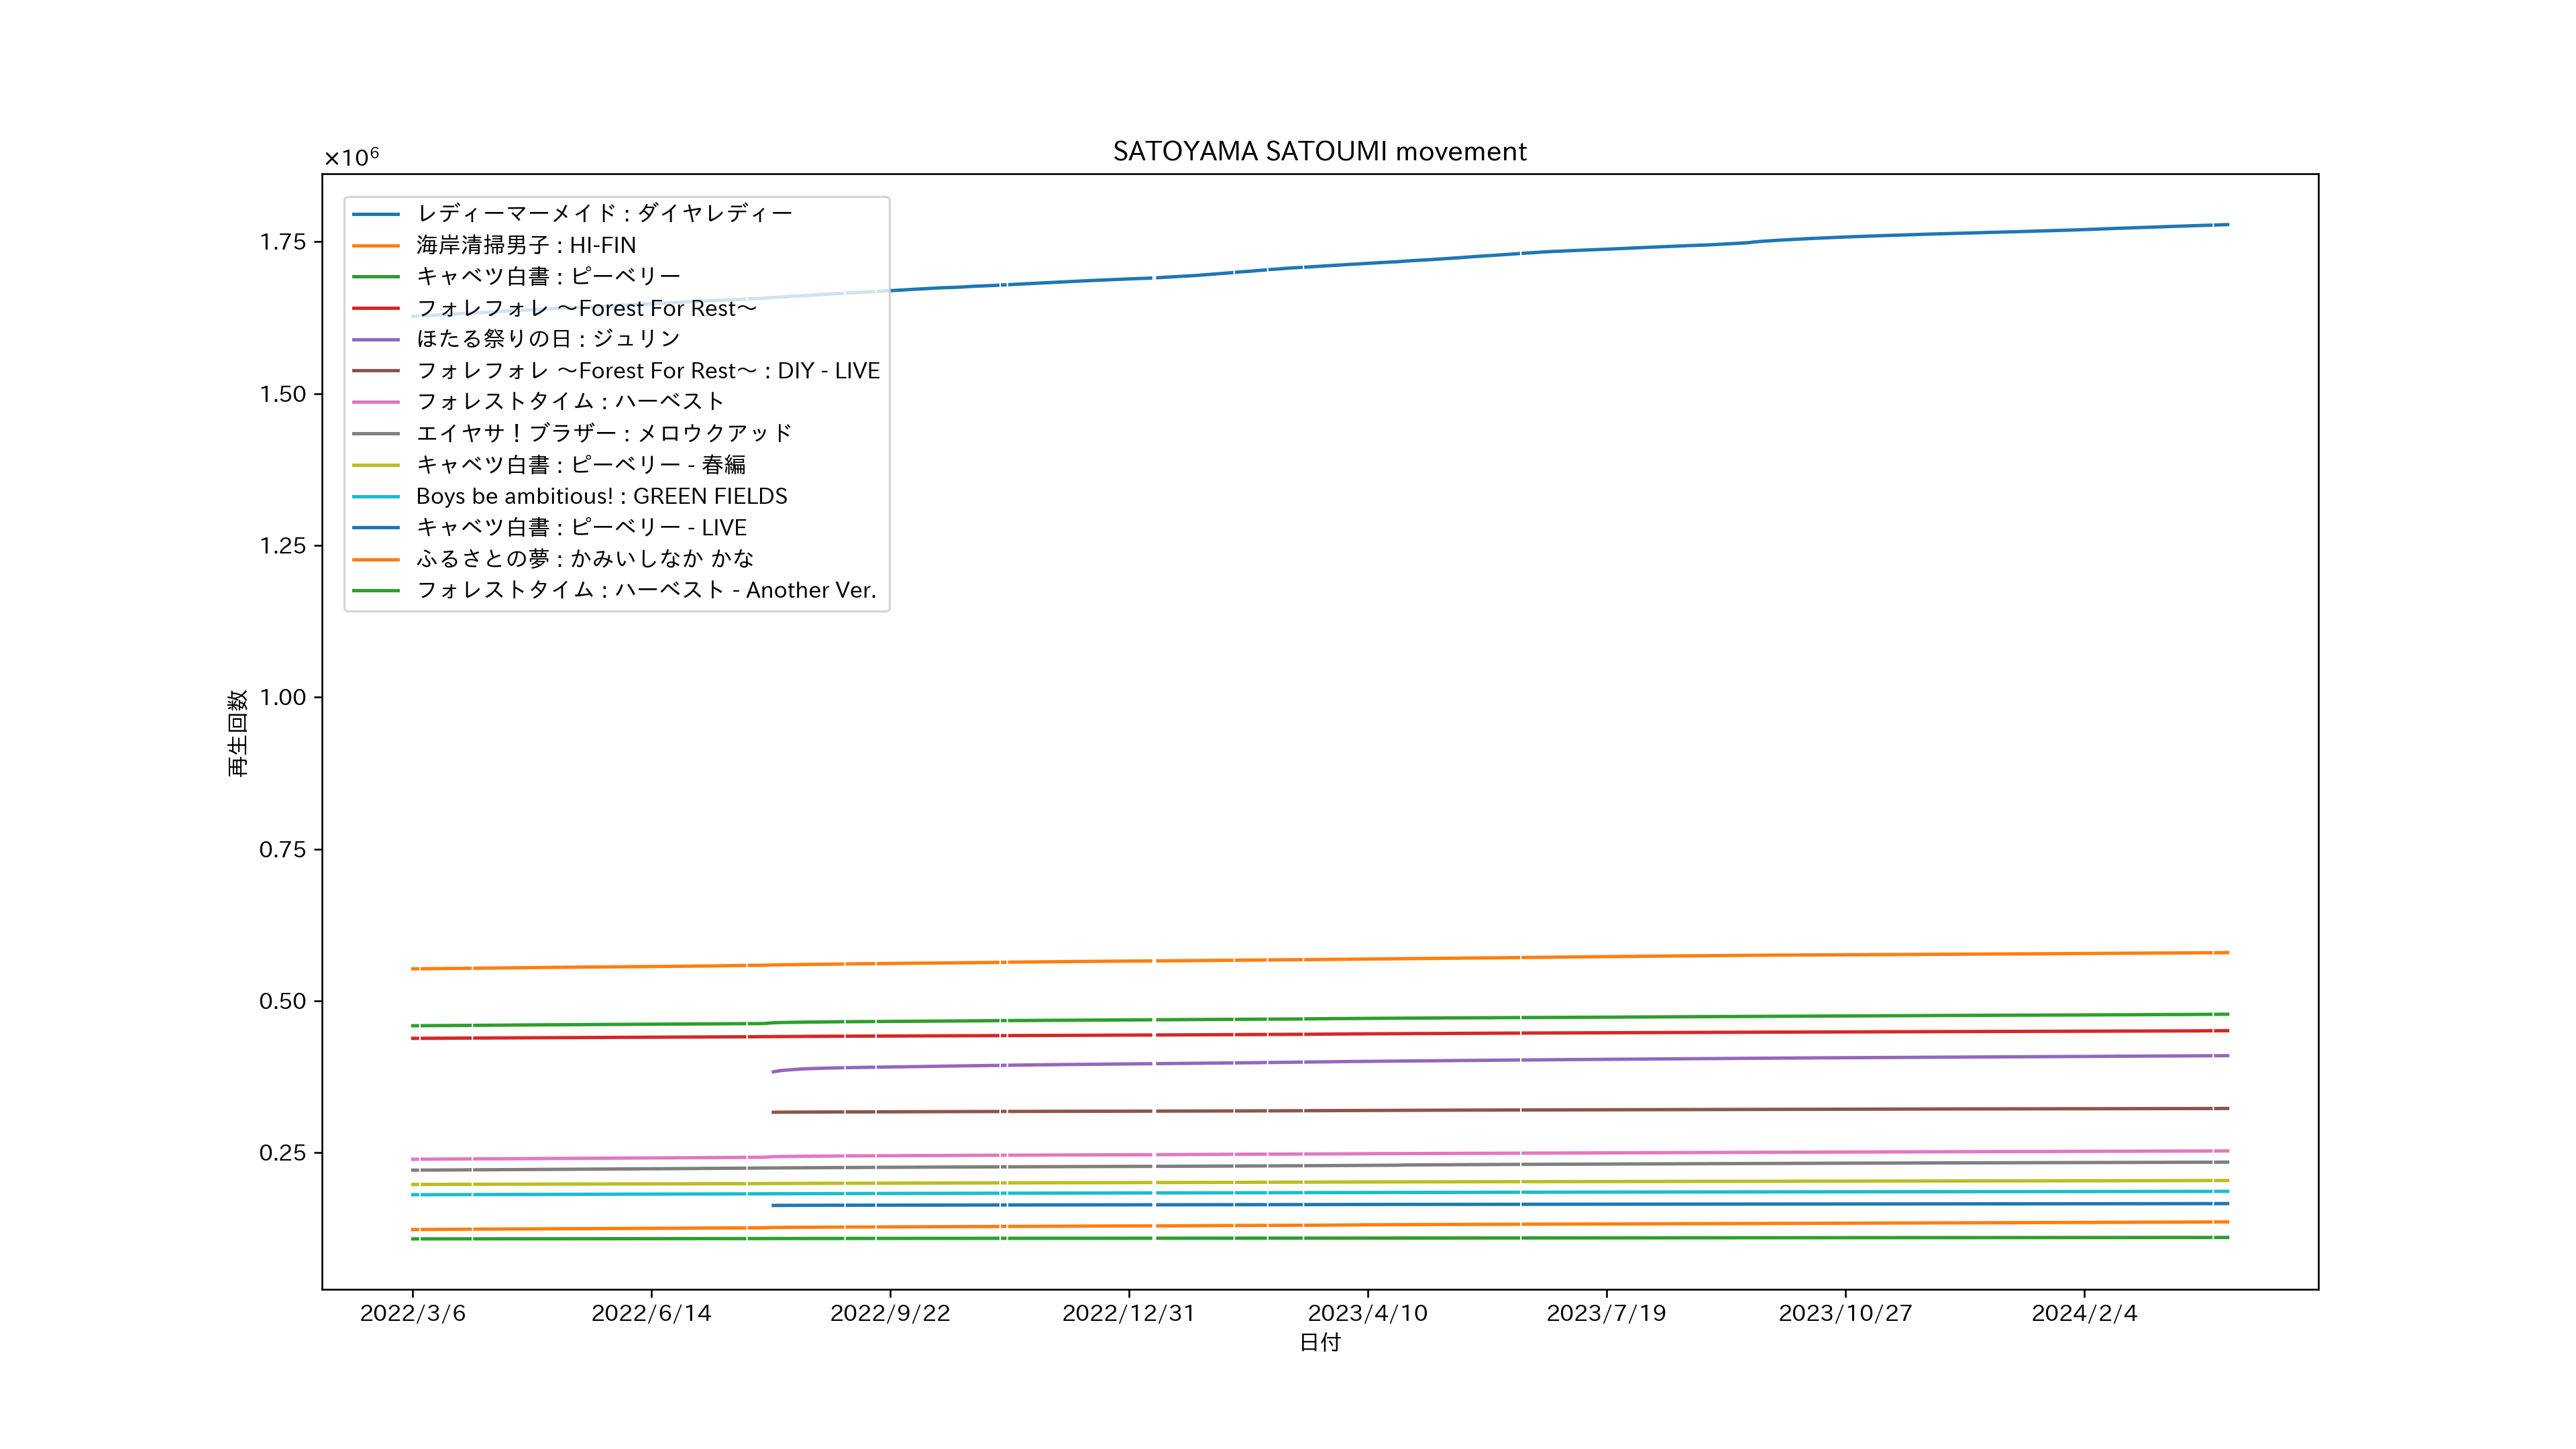 SATOYAMA SATOUMI movement
×10⁶
1.75
1.50
1.25
1.00
0.75
0.50
0.25
再生回数
レディーマーメイド : ダイヤレディー
海岸清掃男子 : HI-FIN
キャベツ白書 : ピーベリー
フォレフォレ 〜Forest For Rest〜
ほたる祭りの日 : ジュリン
フォレフォレ 〜Forest For Rest〜 : DIY - LIVE
フォレストタイム : ハーベスト
エイヤサ！ブラザー : メロウクアッド
キャベツ白書 : ピーベリー - 春編
Boys be ambitious! : GREEN FIELDS
キャベツ白書 : ピーベリー - LIVE
ふるさとの夢 : かみいしなか かな
フォレストタイム : ハーベスト - Another Ver.
2022/3/6 2022/6/14 2022/9/22 2022/12/31 2023/4/10 2023/7/19 2023/10/27 2024/2/4
日付